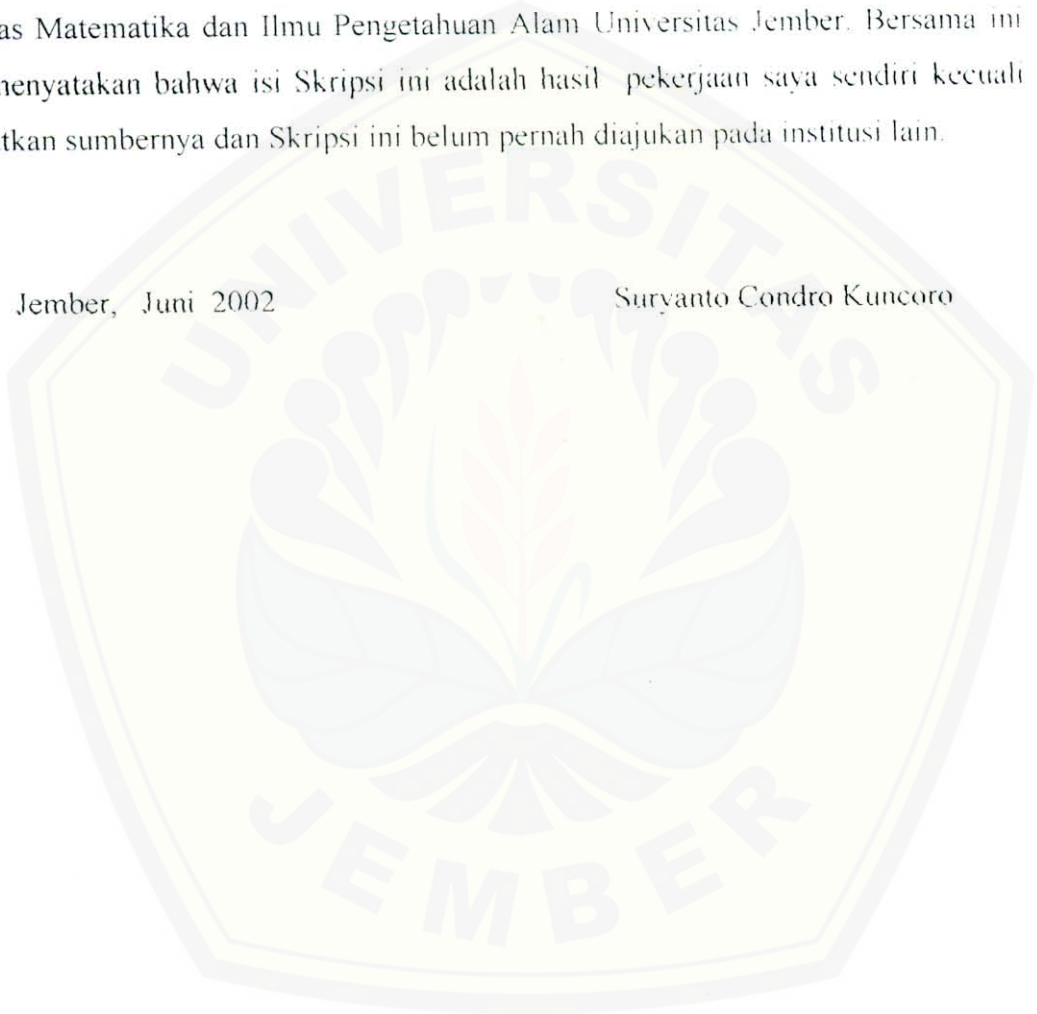 as Matematika dan Ilmu Pengetahuan Alam Universitas Jember. Bersama ini
nenyatakan bahwa isi Skripsi ini adalah hasil pekerjaan saya sendiri kecuali
tkan sumbernya dan Skripsi ini belum pernah diajukan pada institusi lain.
Jember, Juni 2002
Suryanto Condro Kuncoro
UNIVERSITAS
JEMBER